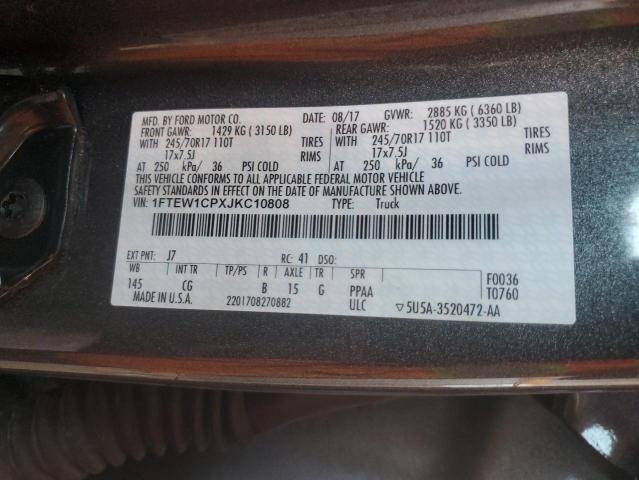 MFD. BY FORD MOTOR CO. DATE: 08/17 GVWR: 2885 KG ( 6360 LB)
FRONT GAWR: 1429 KG ( 3150 LB) REAR GAWR: 1520 KG ( 3350 LB)
WITH 245/70R17 110T TIRES WITH 245/70R17 110T TIRES
17x7.5J RIMS 17x7.5J RIMS
AT 250 kPa/ 36 PSI COLD AT 250 kPa/ 36 PSI COLD
THIS VEHICLE CONFORMS TO ALL APPLICABLE FEDERAL MOTOR VEHICLE
SAFETY STANDARDS IN EFFECT ON THE DATE OF MANUFACTURE SHOWN ABOVE.
VIN: 1FTEW1CPXJKC10808 TYPE: Truck
EXT PNT: J7 RC: 41 DSO:
WB INT TR TP/PS R AXLE TR SPR F0036
145 CG B 15 G PPAA T0760
MADE IN U.S.A. 2201708270882 ULC ▽5U5A-3520472-AA